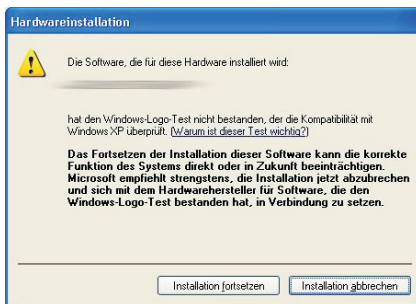 Hardwareinstallation
Die Software, die für diese Hardware installiert wird:
hat den Windows-Logo-Test nicht bestanden, der die Kompatibilität mit
Windows XP überprüft. (Warum ist dieser Test wichtig?)
Das Fortsetzen der Installation dieser Software kann die korrekte
Funktion des Systems direkt oder in Zukunft beeinträchtigen.
Microsoft empfiehlt strengstens, die Installation jetzt abzubrechen
und sich mit dem Hardwarehersteller für Software, die den
Windows-Logo-Test bestanden hat, in Verbindung zu setzen.
Installation fortsetzen
Installation abbrechen